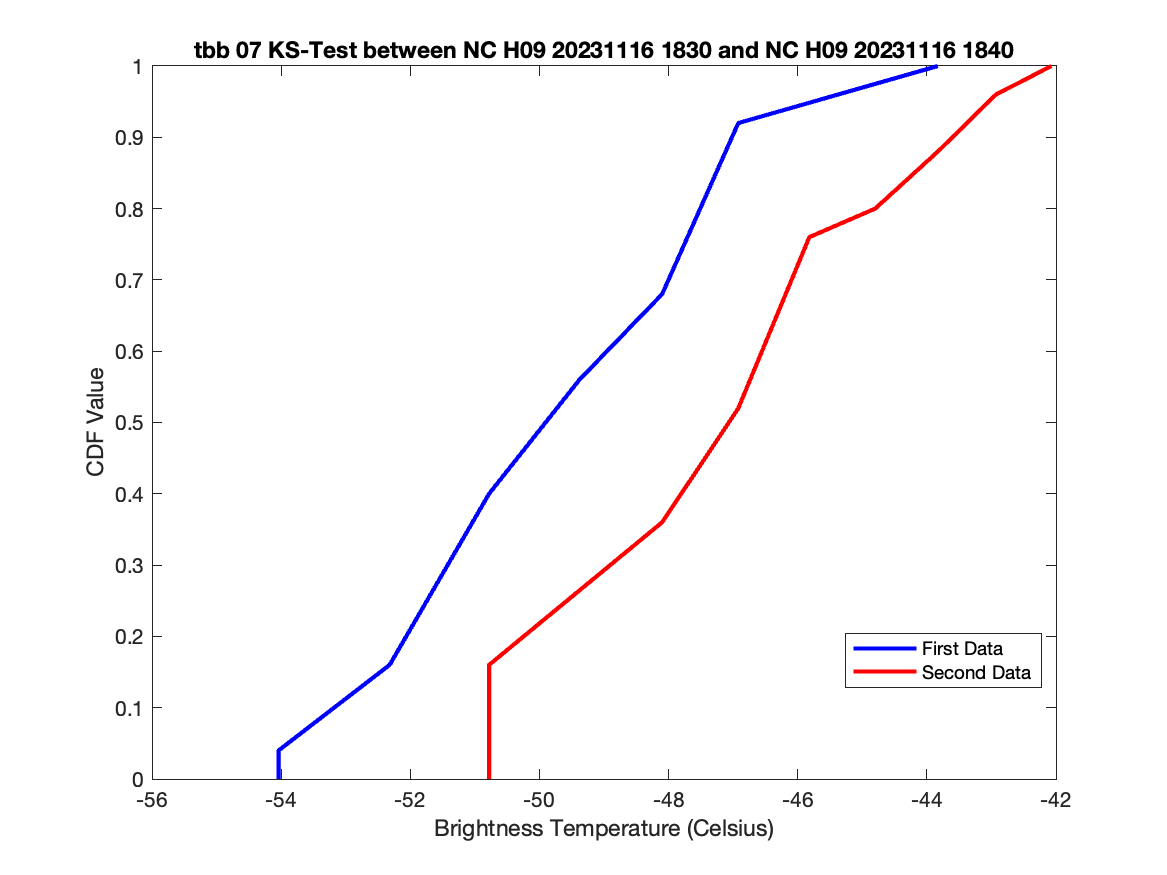 tbb 07 KS-Test between NC H09 20231116 1830 and NC H09 20231116 1840
1
0.9
0.8
0.7
0.6
0.5
0.4
0.3
0.2
0.1
0
CDF Value
First Data
Second Data
-56 -54 -52 -50 -48 -46 -44 -42
Brightness Temperature (Celsius)